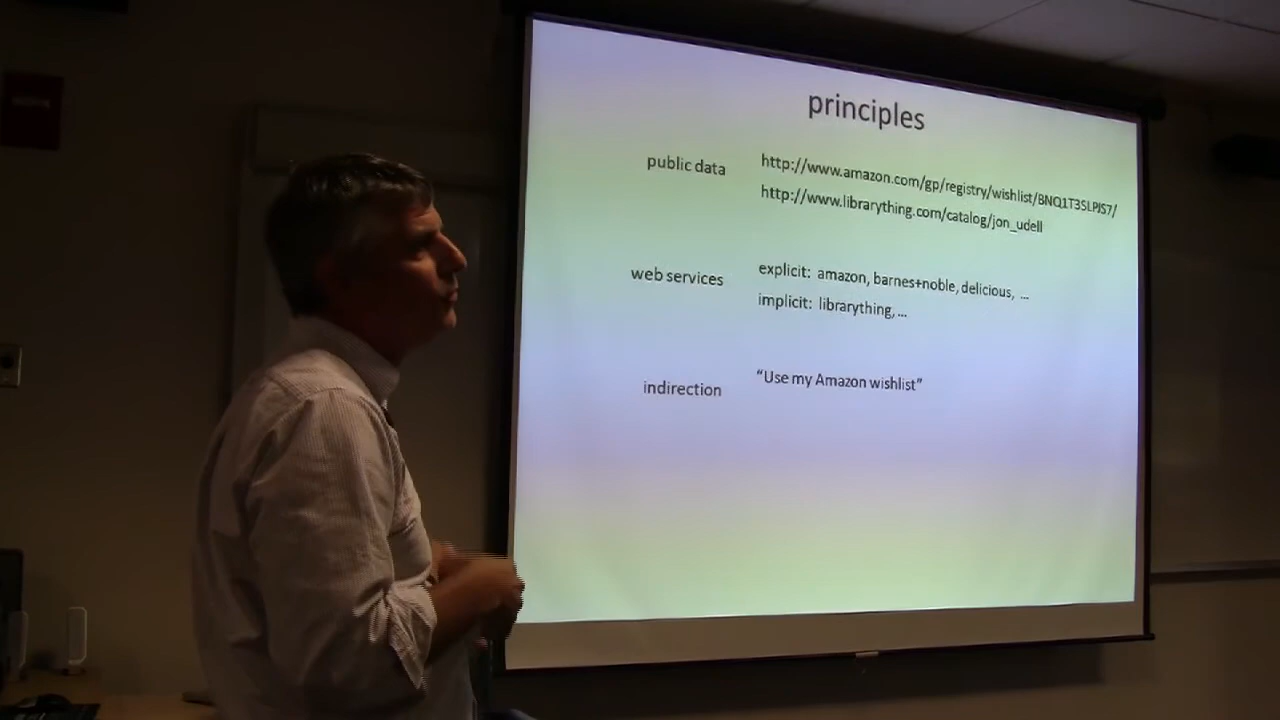 principles
public data
http://www.amazon.com/gp/registry/wishlist/BNQ1T3SLPJS7/
http://www.librarything.com/catalog/jon_udell
web services
explicit: amazon, barnes+noble, delicious, ...
implicit: librarything, ...
indirection
“Use my Amazon wishlist”